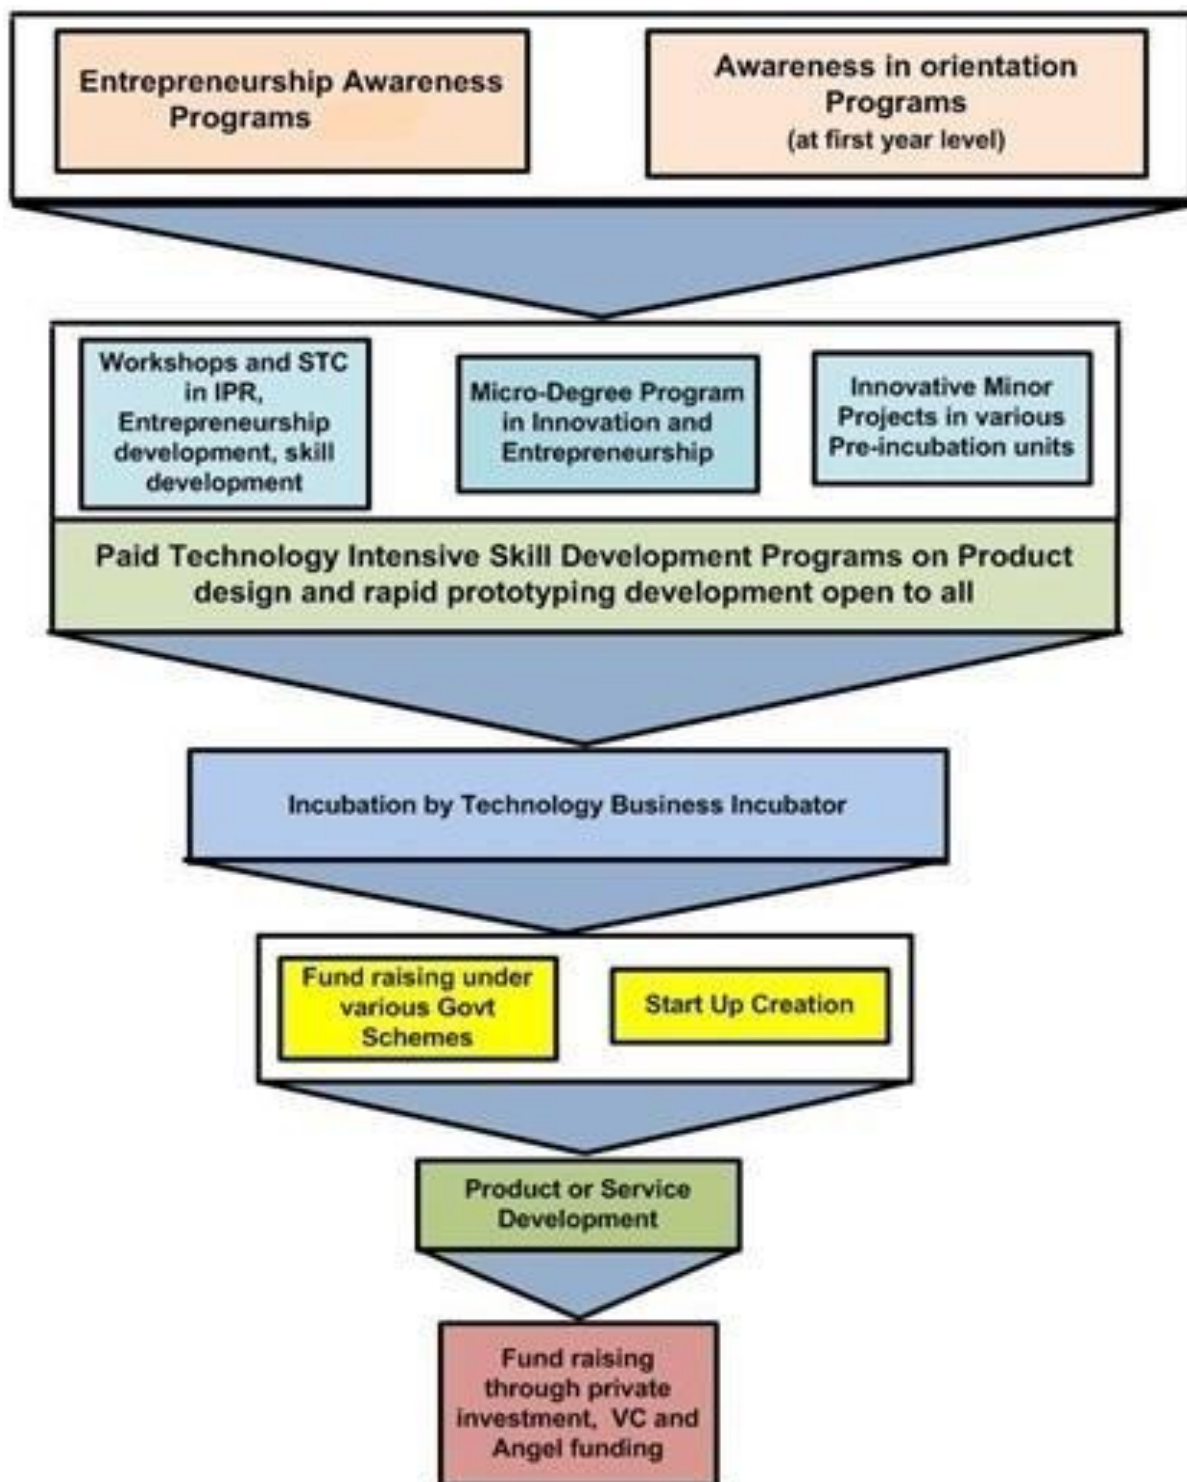 Entrepreneurship Awareness
Programs
Awareness in orientation
Programs
(at first year level)
Workshops and STC
in IPR,
Entrepreneurship
development, skill
development
Micro-Degree Program
in Innovation and
Entrepreneurship
Innovative Minor
Projects in various
Pre-incubation units
Paid Technology Intensive Skill Development Programs on Product
design and rapid prototyping development open to all
Incubation by Technology Business Incubator
Fund raising under
various Govt
Schemes
Start Up Creation
Product or Service
Development
Fund raising
through private
investment, VC and
Angel funding